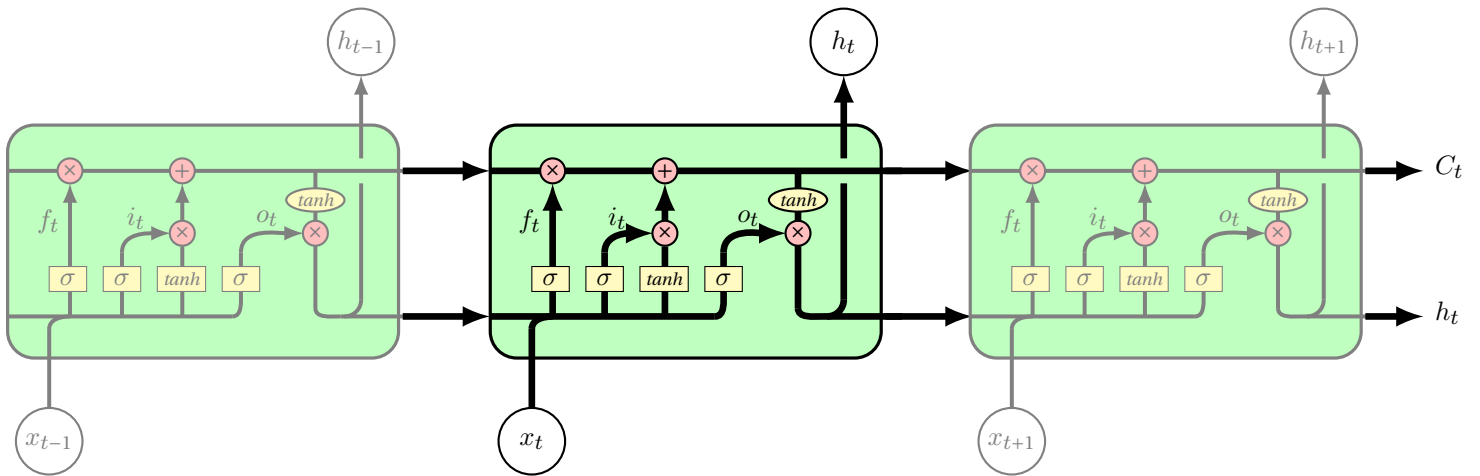 h_{t−1} h_t h_{t+1}
× + × + × + C_t
tanh tanh tanh
f_t i_t × o_t × f_t i_t × o_t × f_t i_t × o_t ×
σ σ tanh σ σ σ tanh σ σ σ tanh σ
h_t
x_{t−1} x_t x_{t+1}